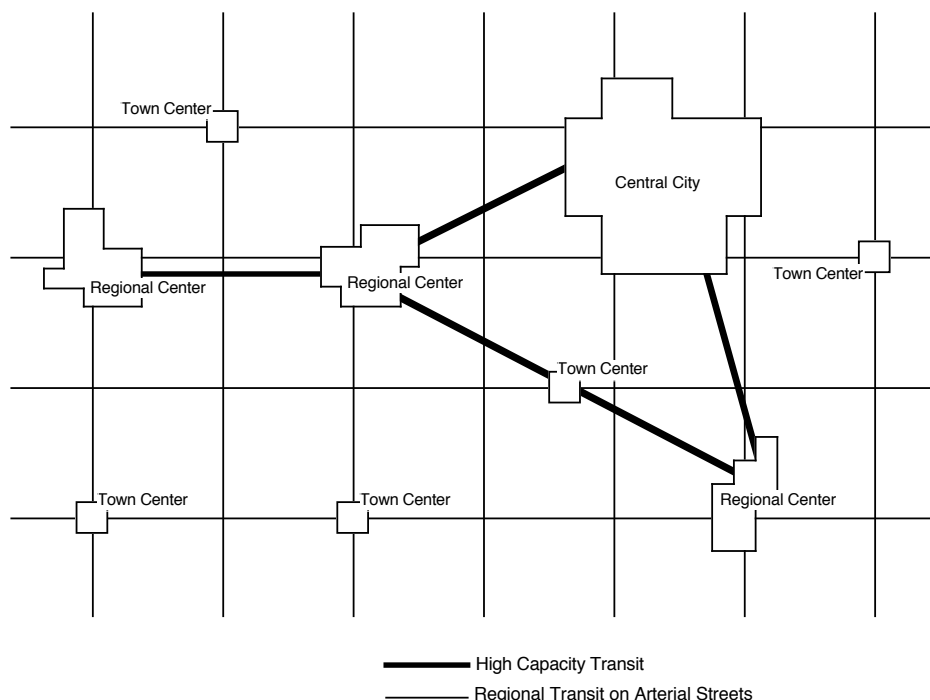 Town Center
Central City
Town Center
Regional Center
Regional Center
Town Center
Town Center
Town Center
Regional Center
High Capacity Transit
Regional Transit on Arterial Streets